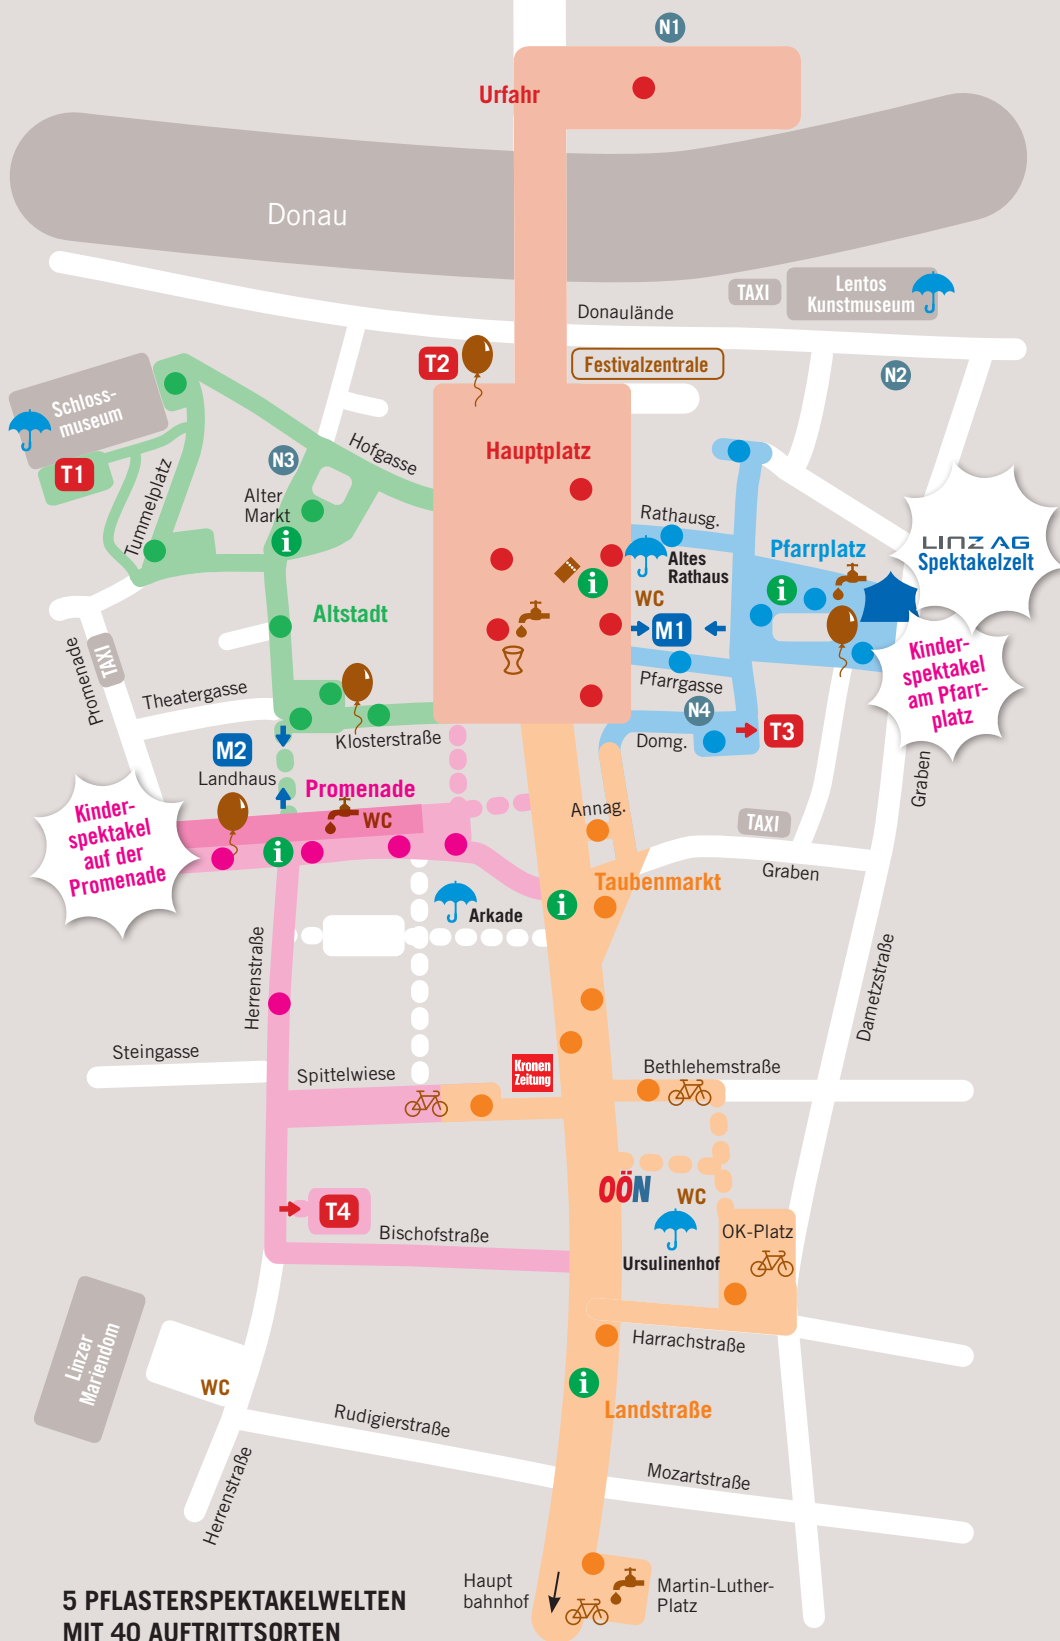 N1
Urfahr
Donau
TAXI
Lentos
Kunstmuseum
Donaulände
T2
Festivalzentrale
N2
Schloss-
museum
T1
Hofgasse
N3
Hauptplatz
Tummelplatz
Alter
Markt
i
Rathausg.
Altes
Rathaus
i
WC
Pfarrplatz
i
LINZ AG
Spektakelzelt
Altstadt
M1
Kinder-
spektakel
am Pfarr-
platz
Promenade
TAXI
Theatergasse
Pfarrgasse
N4
Domg.
T3
Klosterstraße
M2
Landhaus
Promenade
WC
Kinder-
spektakel
auf der
Promenade
i
Annag.
TAXI
Graben
Graben
Taubenmarkt
i
Arkade
Herrenstraße
Dametzstraße
Steingasse
Spittelwiese
Kronen
Zeitung
Bethlehemstraße
OÖN
WC
T4
Bischofstraße
OK-Platz
Ursulinenhof
Harrachstraße
Linzer
Mariendom
WC
i
Landstraße
Rudigierstraße
Mozartstraße
Herrenstraße
Haupt
bahnhof
Martin-Luther-
Platz
5 PFLASTERSPEKTAKELWELTEN
MIT 40 AUFTRITTSORTEN